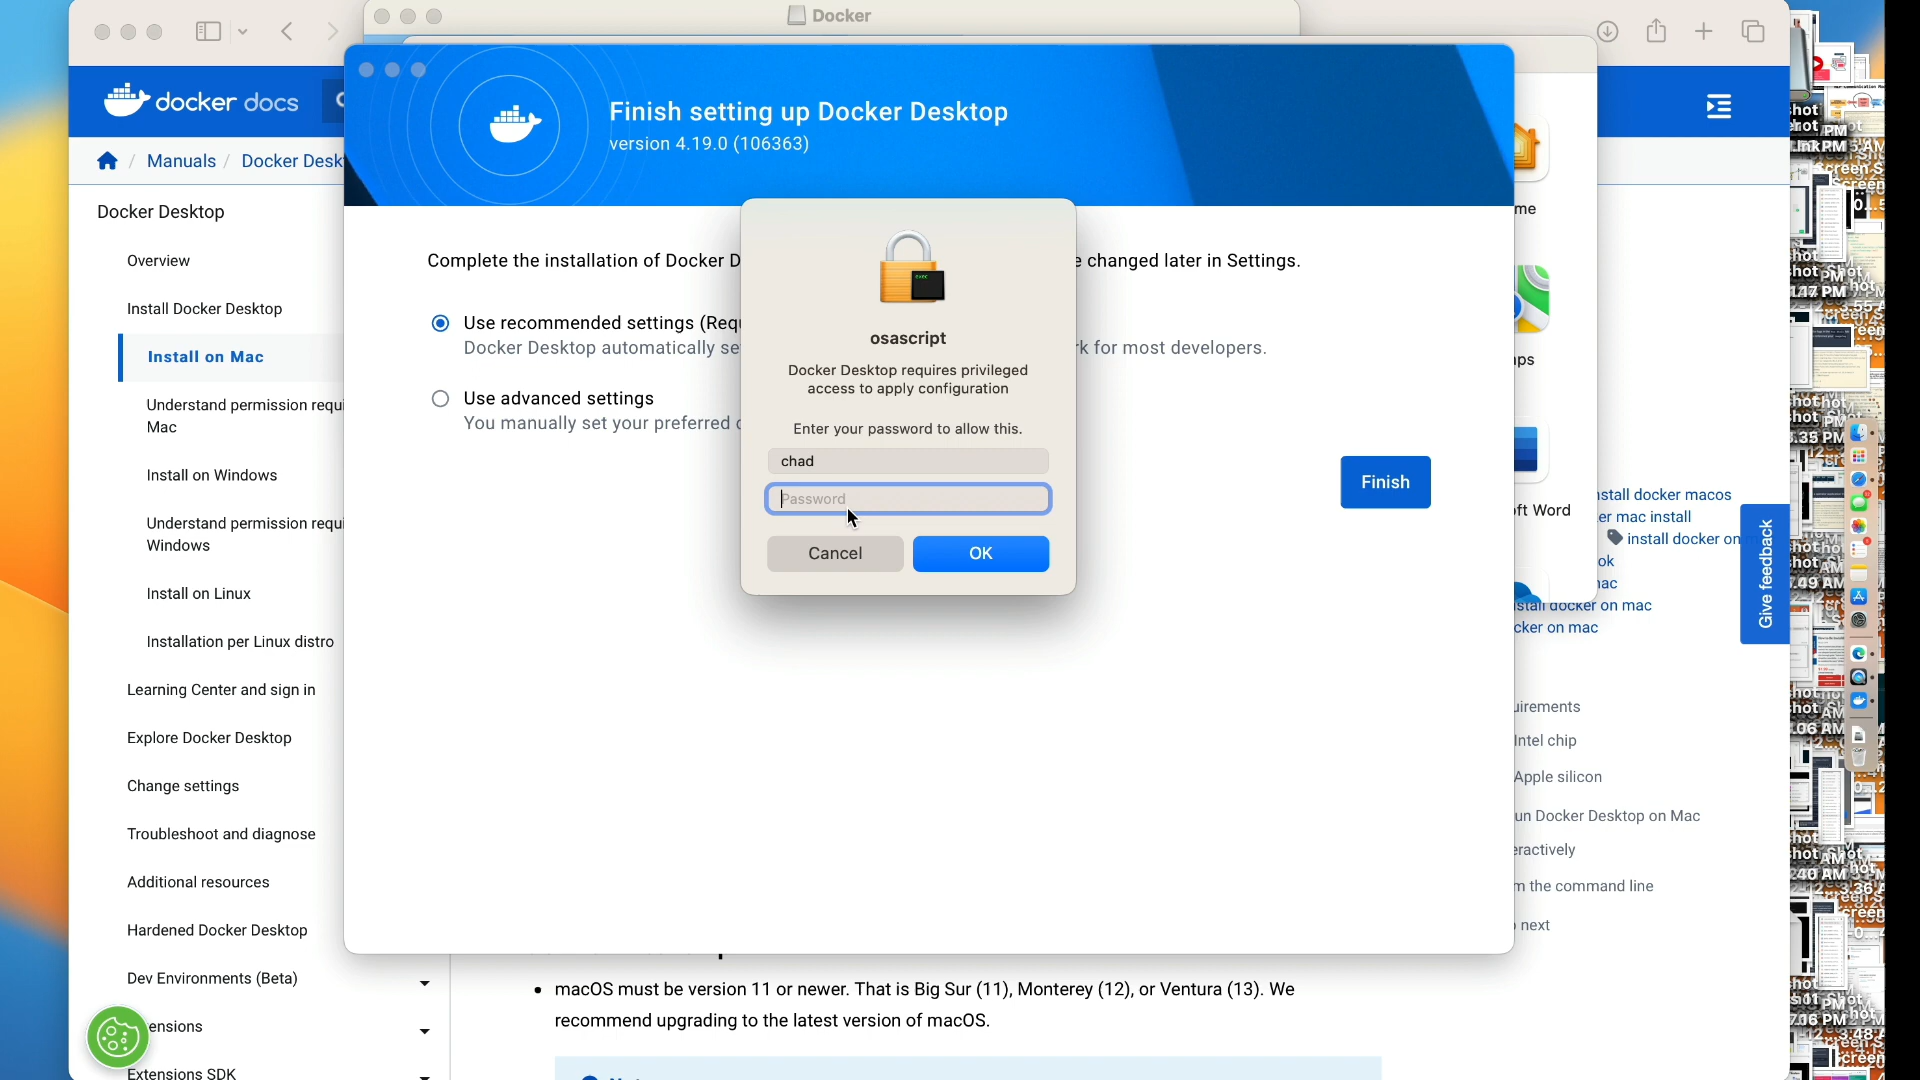 Docker
docker docs
Finish setting up Docker Desktop
version 4.19.0 (106363)
Manuals / Docker Desk
Docker Desktop
Overview
Install Docker Desktop
Install on Mac
Understand permission requi
Mac
Install on Windows
Understand permission requi
Windows
Install on Linux
Installation per Linux distro
Learning Center and sign in
Explore Docker Desktop
Change settings
Troubleshoot and diagnose
Additional resources
Hardened Docker Desktop
Dev Environments (Beta)
ensions
Extensions SDK
Complete the installation of Docker D
e changed later in Settings.
Use recommended settings (Requ
Docker Desktop automatically se
rk for most developers.
Use advanced settings
You manually set your preferred c
osascript
Docker Desktop requires privileged
access to apply configuration
Enter your password to allow this.
chad
Password
Cancel
OK
Finish
me
aps
oft Word
nstall docker macos
er mac install
install docker on m
ok
nac
nstall docker on mac
cker on mac
Give feedback
uirements
Intel chip
Apple silicon
un Docker Desktop on Mac
eractively
m the command line
o next
macOS must be version 11 or newer. That is Big Sur (11), Monterey (12), or Ventura (13). We
recommend upgrading to the latest version of macOS.